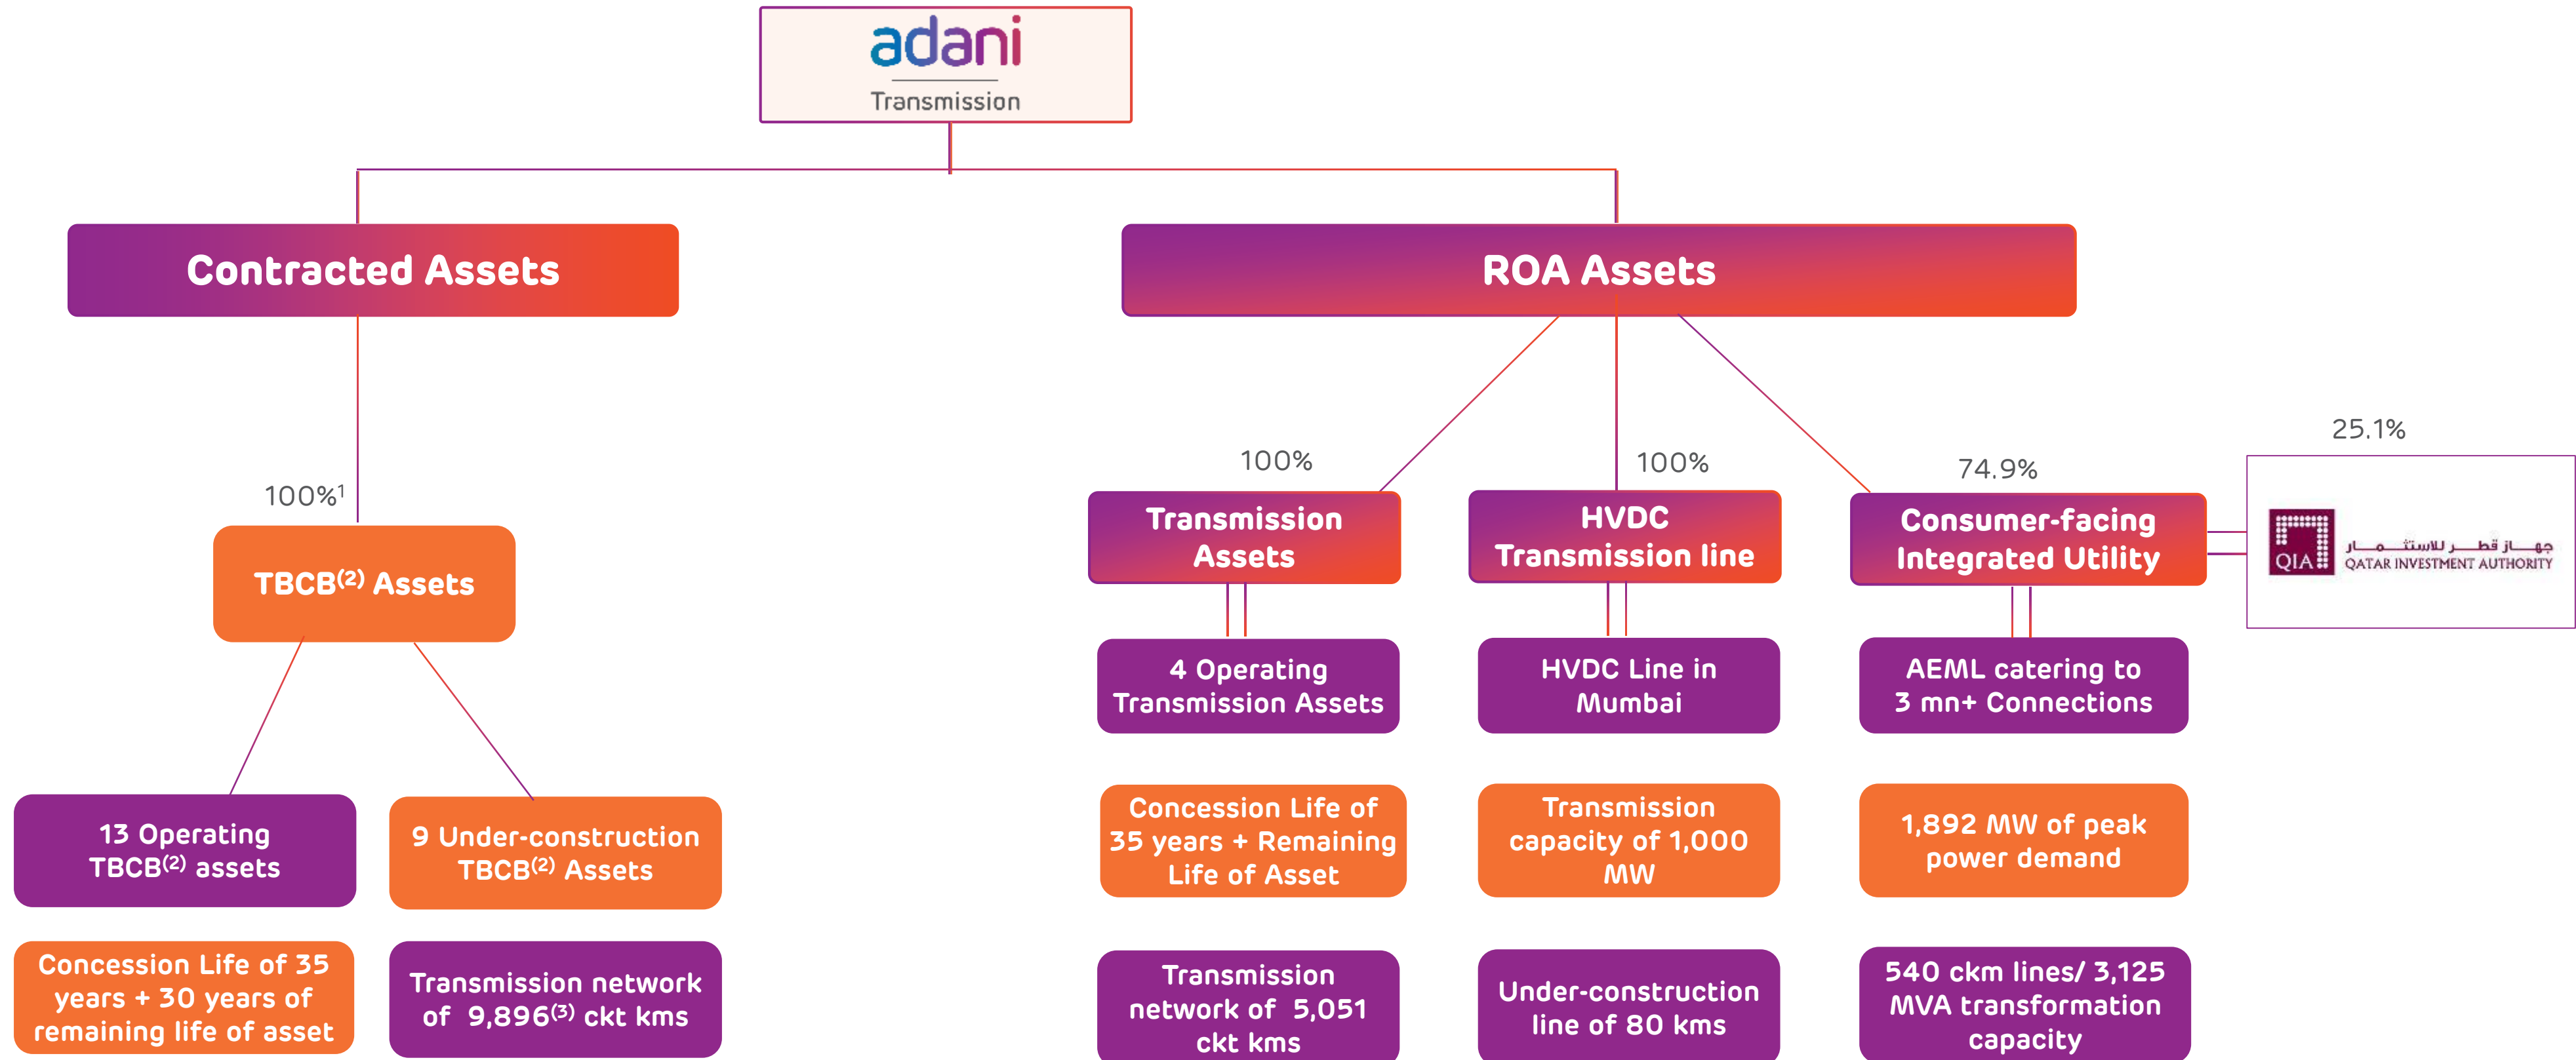 adani
Transmission
Contracted Assets
ROA Assets
100%¹
TBCB⁽²⁾ Assets
13 Operating
TBCB⁽²⁾ assets
9 Under-construction
TBCB⁽²⁾ Assets
Concession Life of 35
years + 30 years of
remaining life of asset
Transmission network
of 9,896⁽³⁾ ckt kms
100%
Transmission
Assets
4 Operating
Transmission Assets
Concession Life of
35 years + Remaining
Life of Asset
Transmission
network of 5,051
ckt kms
100%
HVDC
Transmission line
HVDC Line in
Mumbai
Transmission
capacity of 1,000
MW
Under-construction
line of 80 kms
74.9%
Consumer-facing
Integrated Utility
AEML catering to
3 mn+ Connections
1,892 MW of peak
power demand
540 ckm lines/ 3,125
MVA transformation
capacity
25.1%
QIA
جهاز قطر للاستثمار
QATAR INVESTMENT AUTHORITY